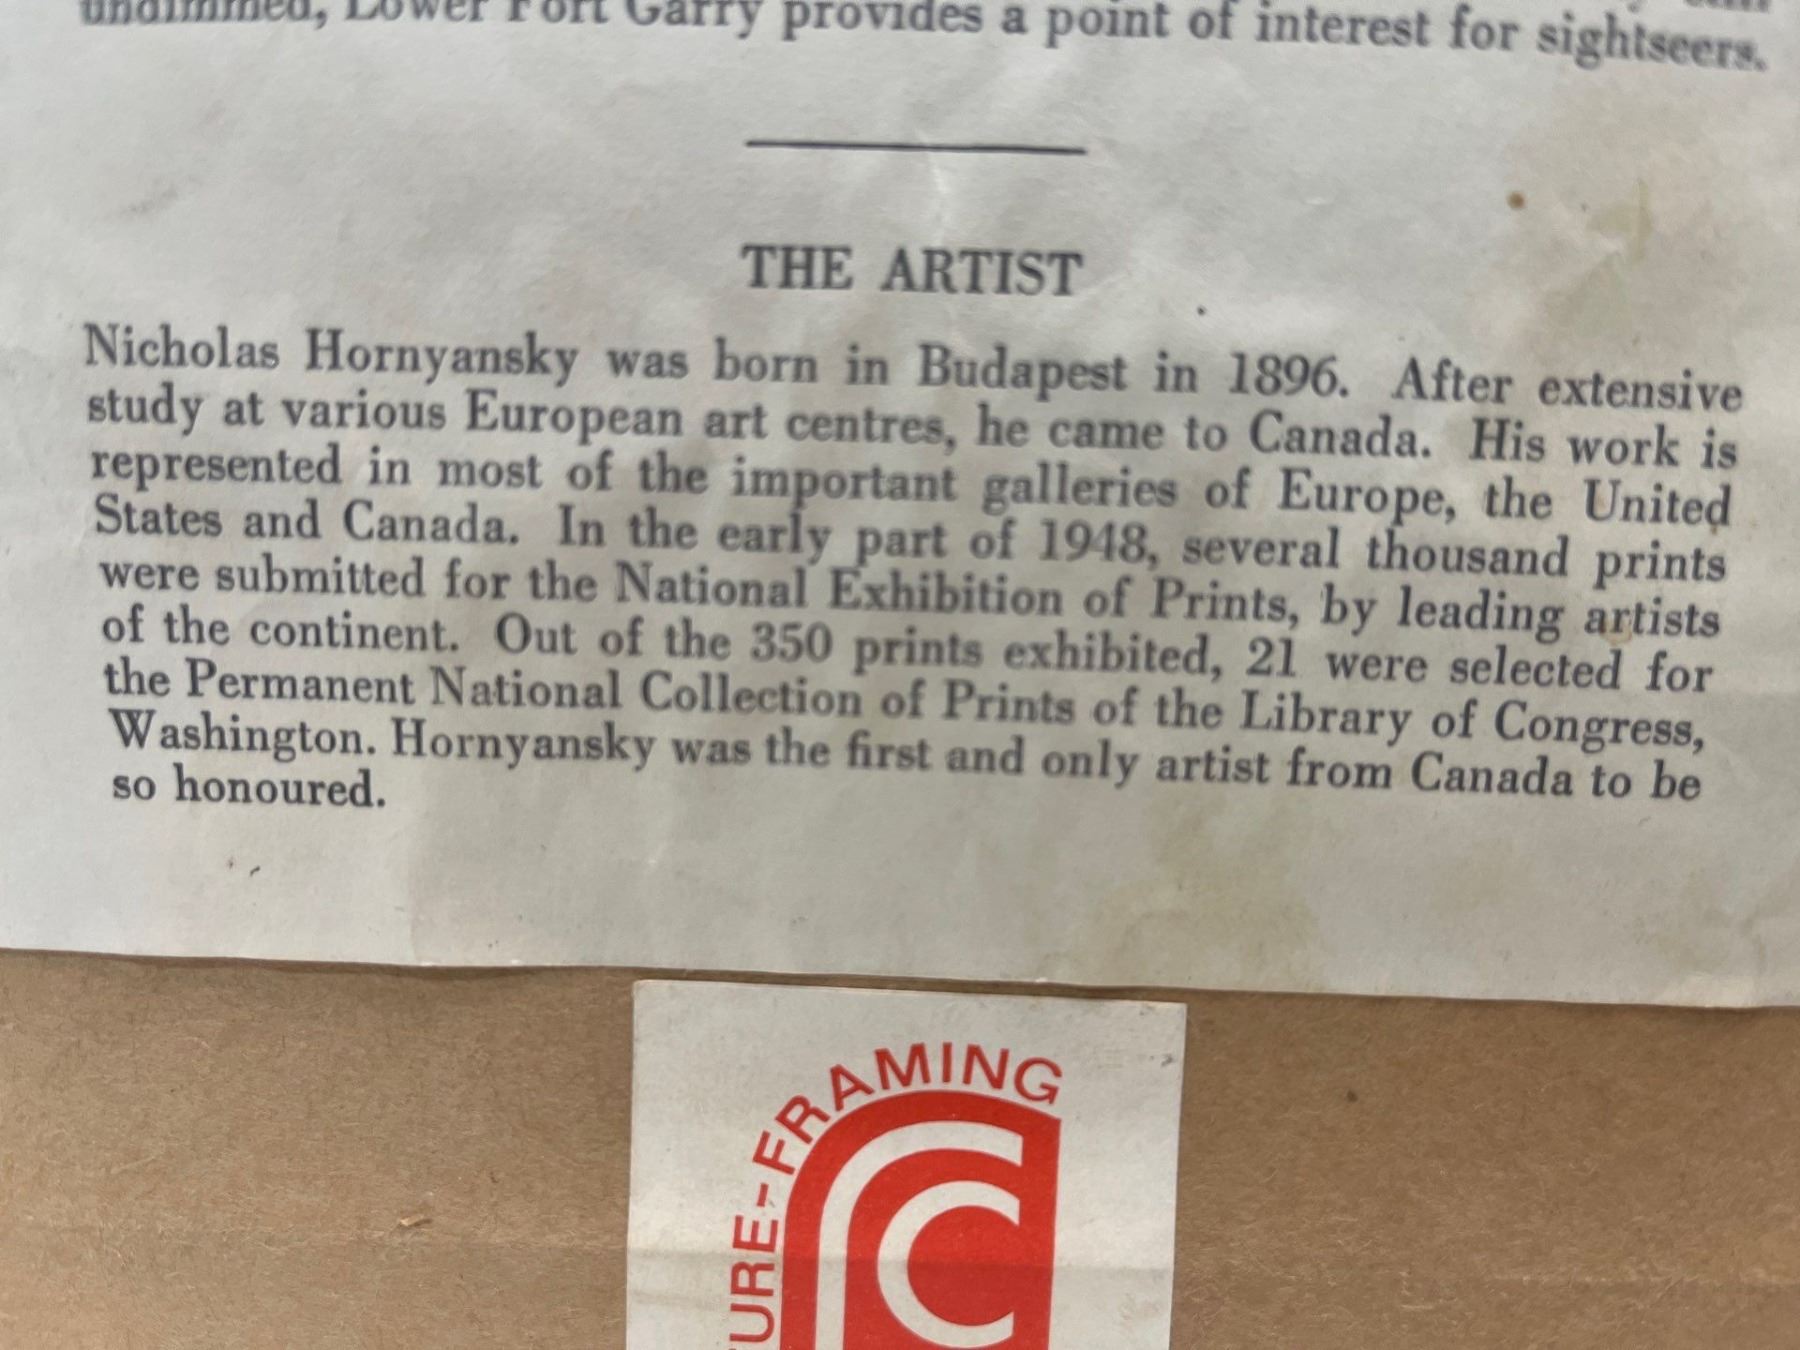 undimmed, Lower Fort Garry provides a point of interest for sightseers.
THE ARTIST
Nicholas Hornyansky was born in Budapest in 1896. After extensive
study at various European art centres, he came to Canada. His work is
represented in most of the important galleries of Europe, the United
States and Canada. In the early part of 1948, several thousand prints
were submitted for the National Exhibition of Prints, by leading artists
of the continent. Out of the 350 prints exhibited, 21 were selected for
the Permanent National Collection of Prints of the Library of Congress,
Washington. Hornyansky was the first and only artist from Canada to be
so honoured.
URE-FRAMING